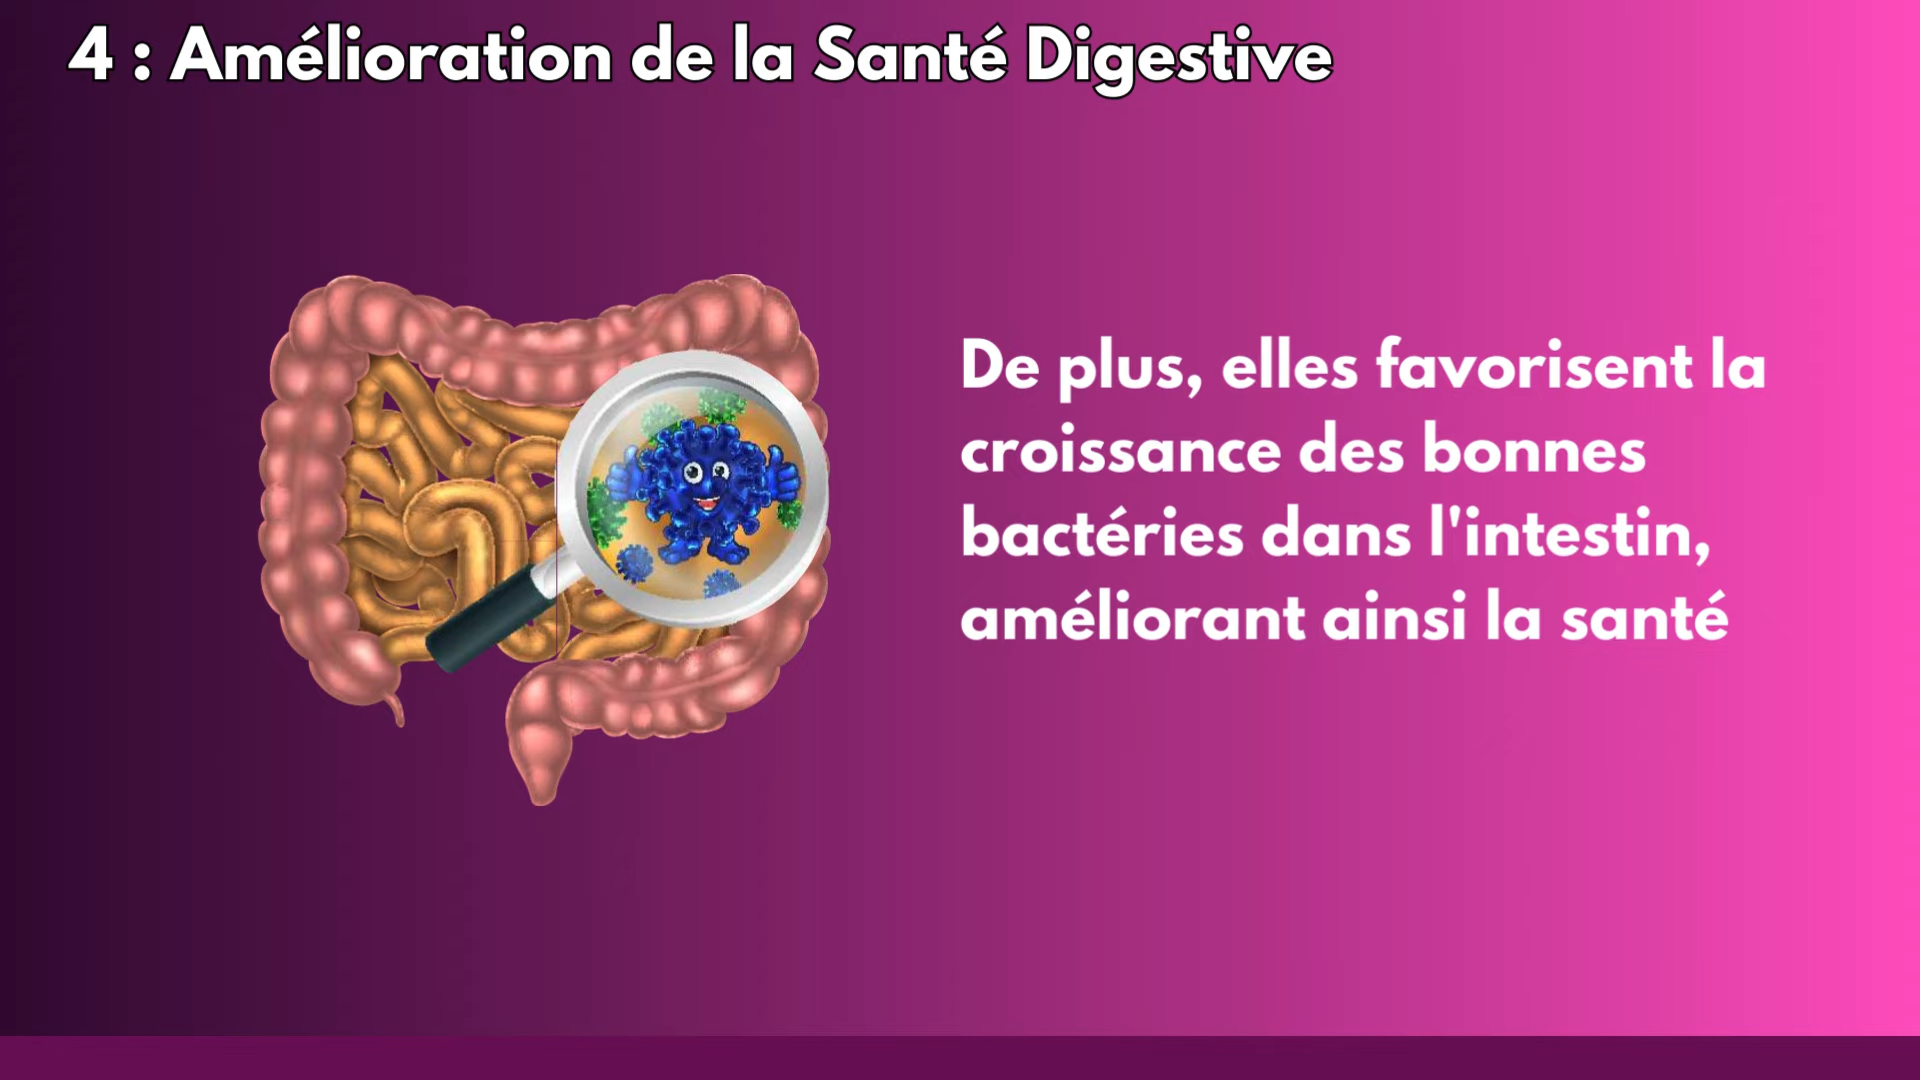 4 : Amélioration de la Santé Digestive
De plus, elles favorisent la
croissance des bonnes
bactéries dans l'intestin,
améliorant ainsi la santé